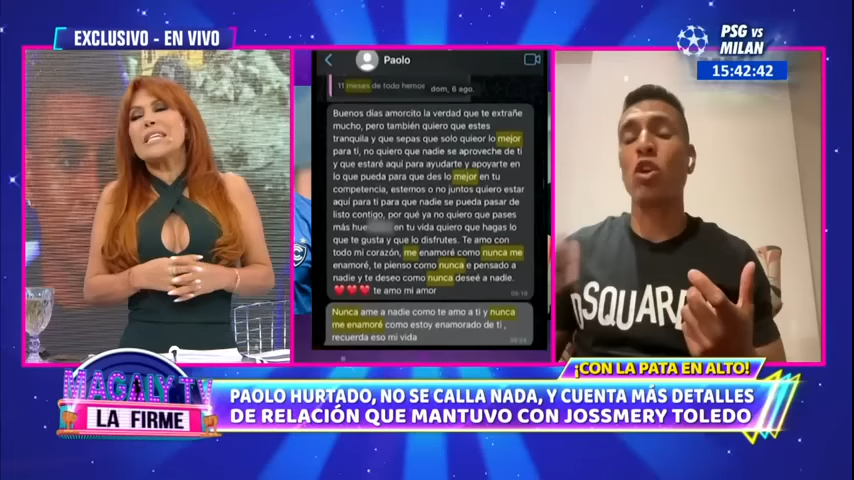 EXCLUSIVO - EN VIVO
PSG vs
MILAN
15:42:42
Paolo
11 meses de todo hemos
dom, 6 ago.
Buenos días amorcito la verdad que te extrañe
mucho, pero también quiero que estes
tranquila y que sepas que solo quieor lo mejor
para ti, no quiero que nadie se aproveche de ti
y que estaré aquí para ayudarte y apoyarte en
lo que pueda para que des lo mejor en tu
competencia, estemos o no juntos quiero estar
aquí para ti para que nadie se pueda pasar de
listo contigo, por qué ya no quiero que pases
más hue en tu vida quiero que hagas lo
que te gusta y que lo disfrutes. Te amo con
todo mi corazón, me enamoré como nunca me
enamoré, te pienso como nunca e pensado a
nadie y te deseo como nunca deseé a nadie.
❤️❤️❤️ te amo mi amor
Nunca ame a nadie como te amo a ti y nunca
me enamoré como estoy enamorado de ti ,
recuerda eso mi vida
DSQUARE
¡CON LA PATA EN ALTO!
MAGALY TV
LA FIRME
PAOLO HURTADO, NO SE CALLA NADA, Y CUENTA MÁS DETALLES
DE RELACIÓN QUE MANTUVO CON JOSSMERY TOLEDO